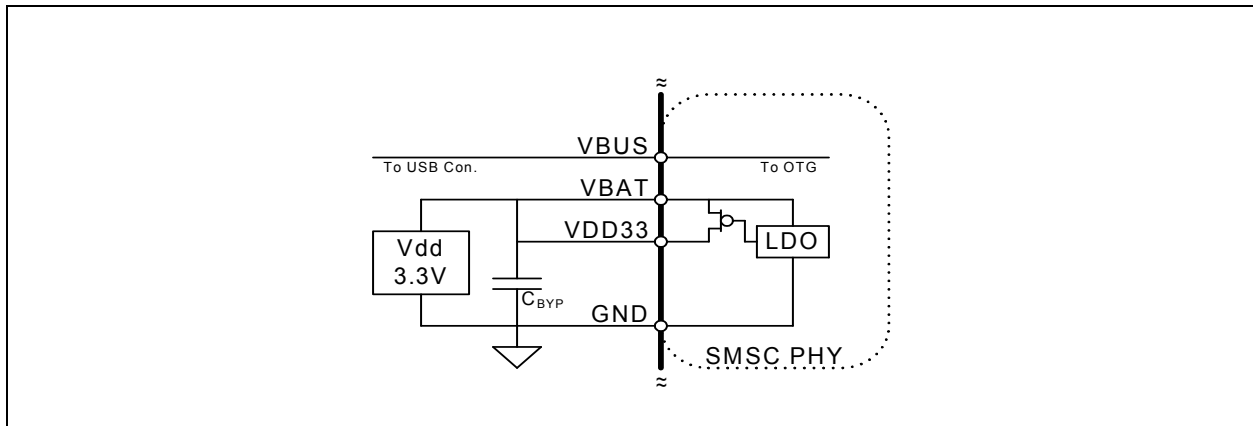 VBUS
To USB Con.
To OTG
VBAT
VDD33
Vdd
3.3V
LDO
CBYP
GND
SMSC PHY